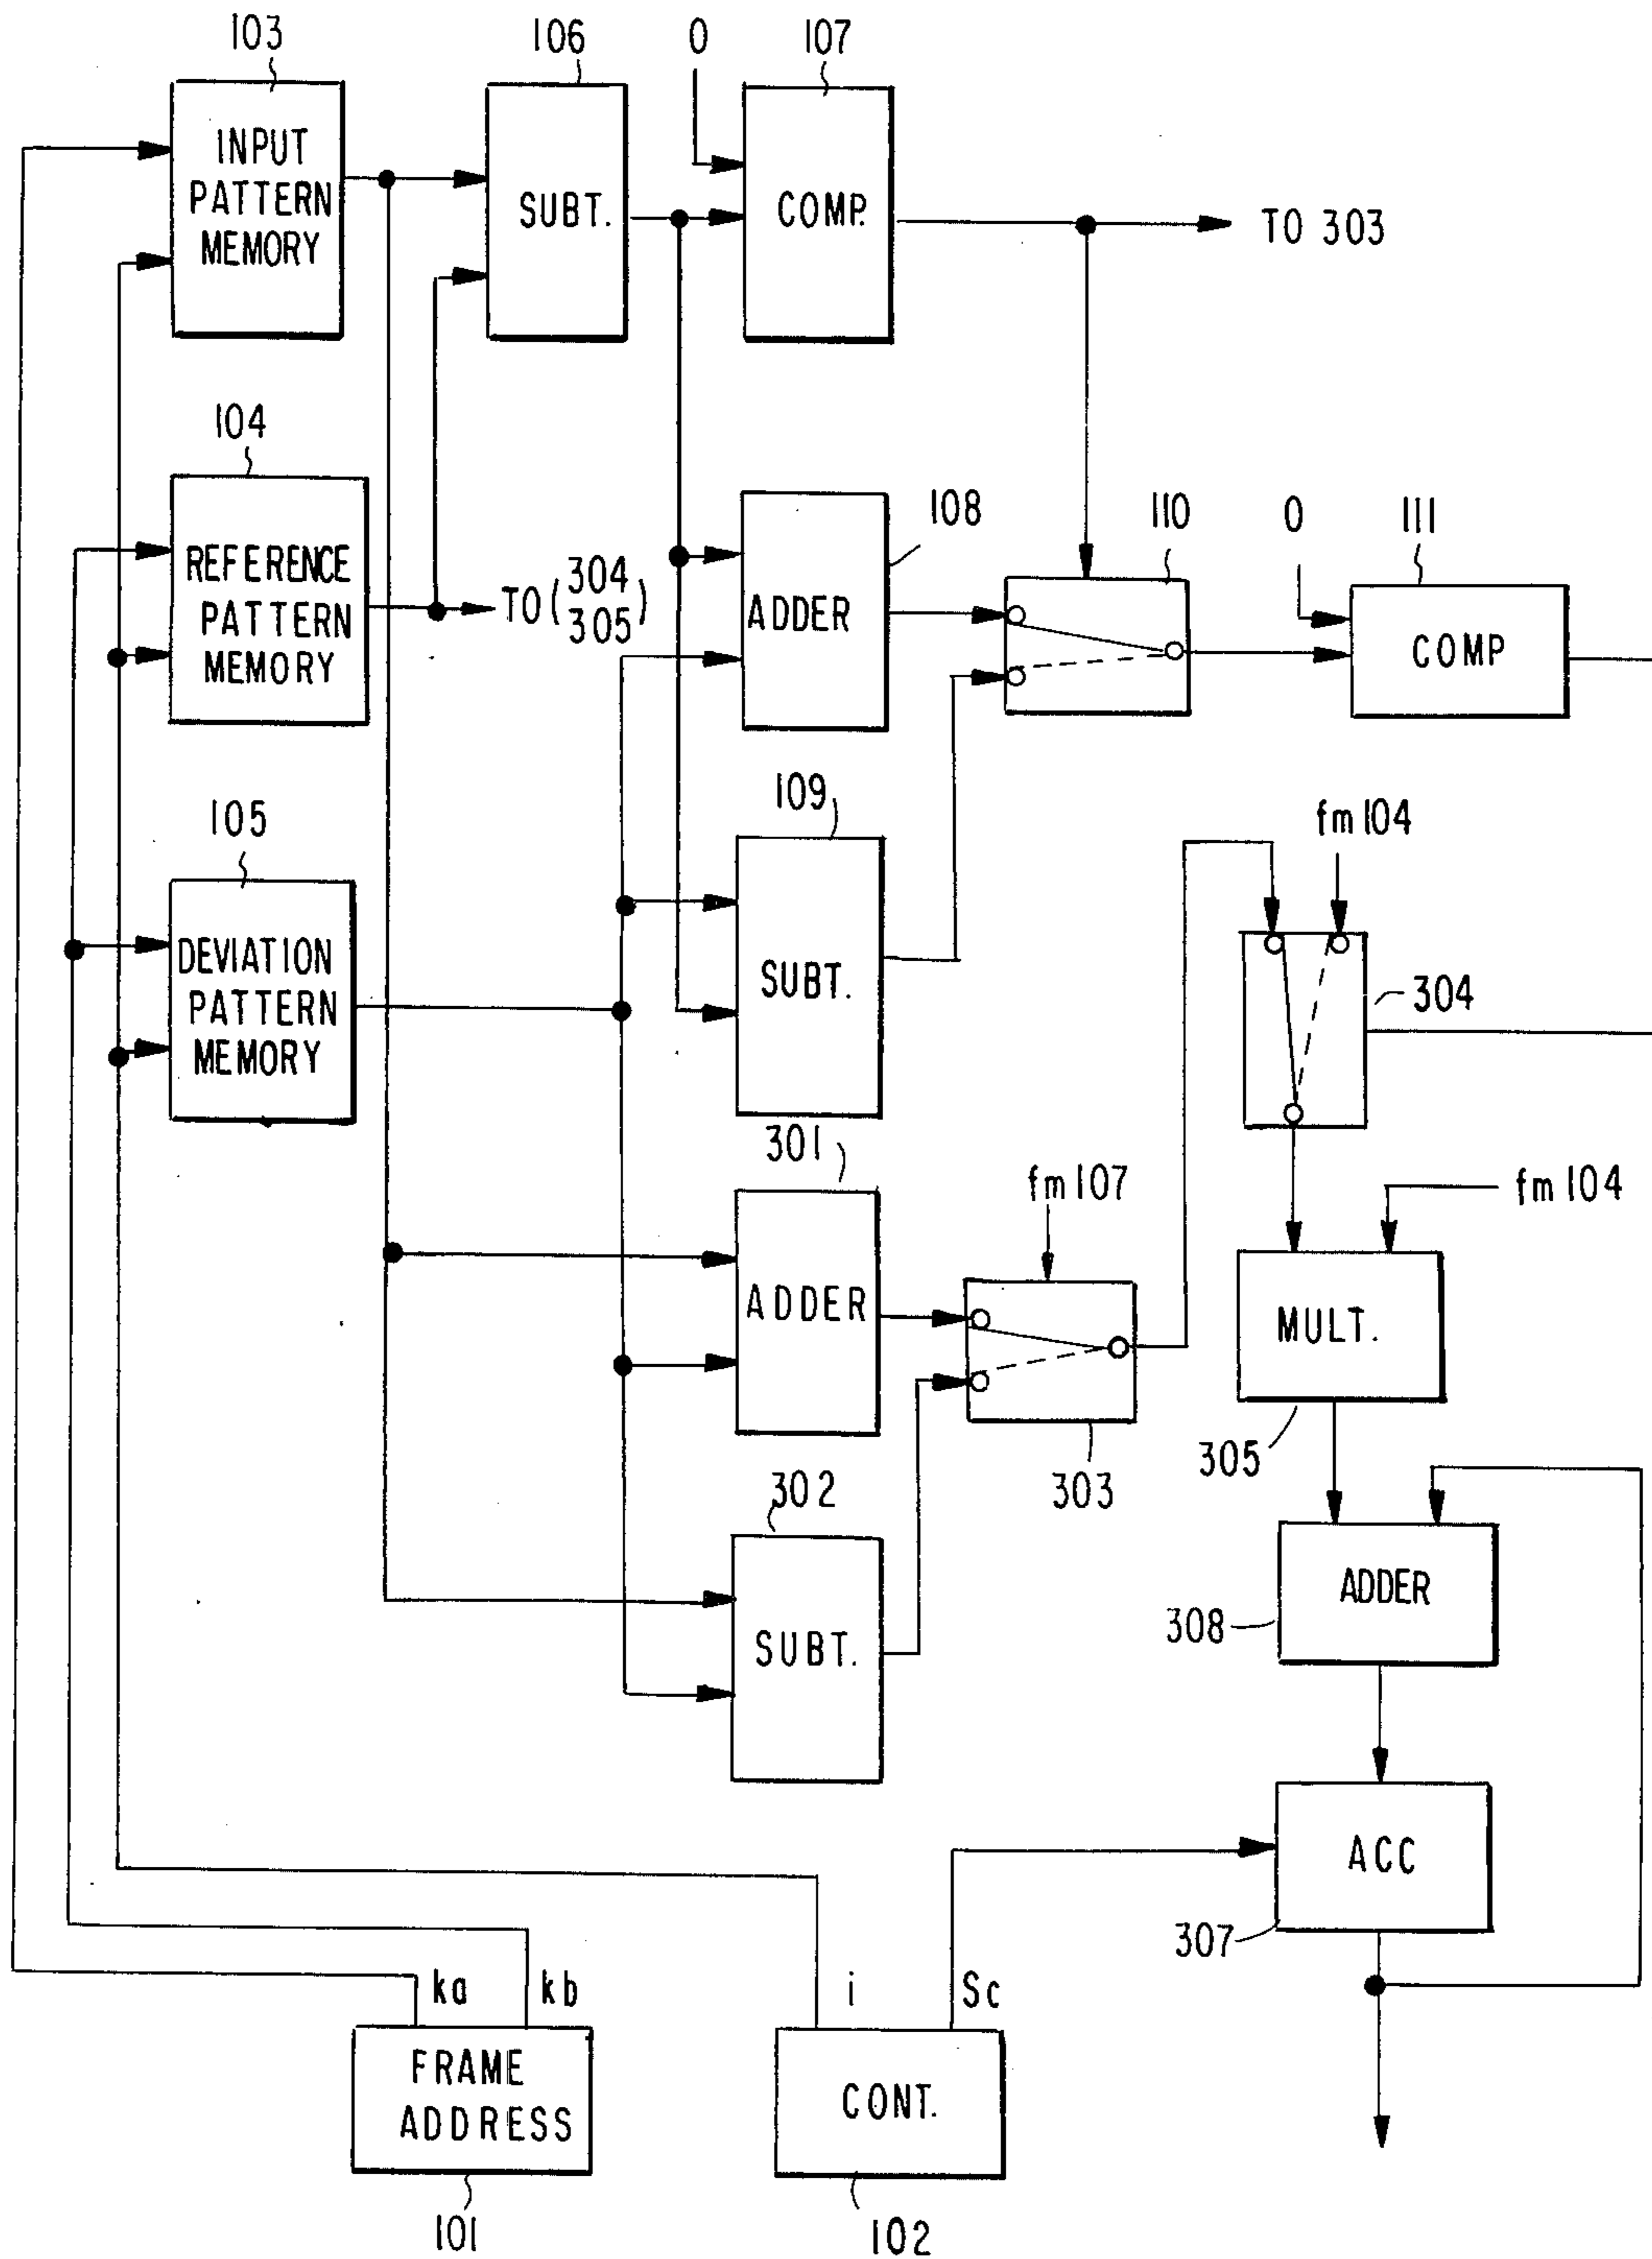 103
106
0
107
INPUT
PATTERN
MEMORY
SUBT.
COMP.
TO 303
104
REFERENCE
PATTERN
MEMORY
TO (304
305)
108
ADDER
110
0
111
COMP
105
DEVIATION
PATTERN
MEMORY
109
SUBT.
fm 104
304
301
ADDER
fm 107
303
fm 104
MULT.
305
302
SUBT.
ADDER
308
ACC
307
ka
kb
i
Sc
FRAME
ADDRESS
101
CONT.
102